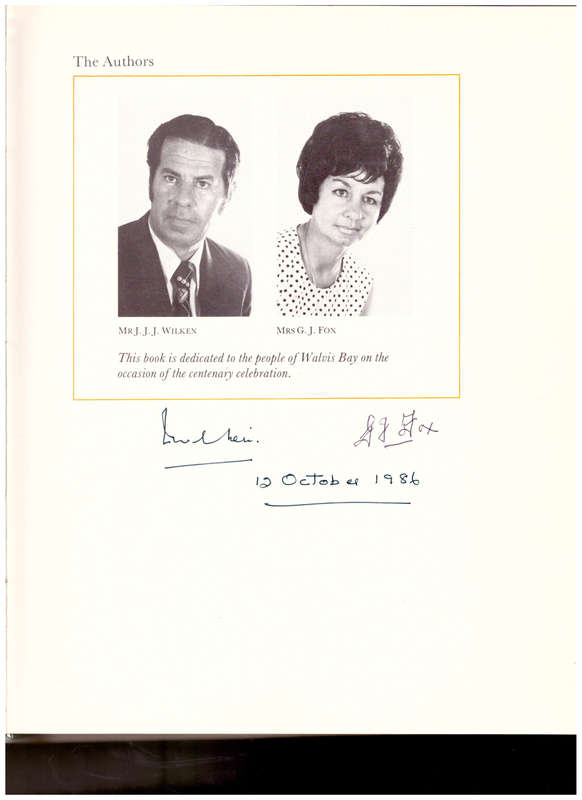 The Authors
MR J. J. J. WILKEN
MRS G. J. FOX
This book is dedicated to the people of Walvis Bay on the
occasion of the centenary celebration.
G J Fox
12 October 1986